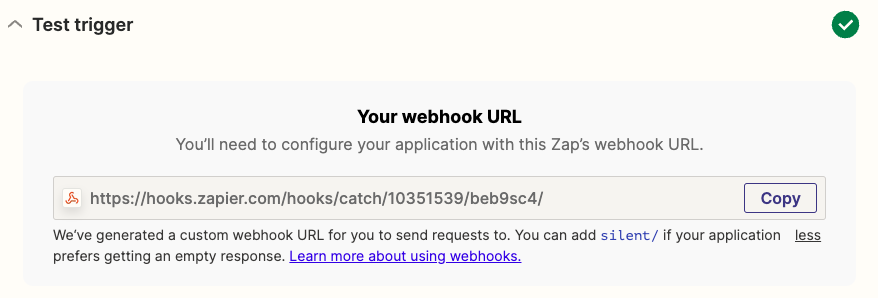 Test trigger
Your webhook URL
You'll need to configure your application with this Zap's webhook URL.
https://hooks.zapier.com/hooks/catch/10351539/beb9sc4/
Copy
We've generated a custom webhook URL for you to send requests to. You can add silent/ if your application less
prefers getting an empty response. Learn more about using webhooks.